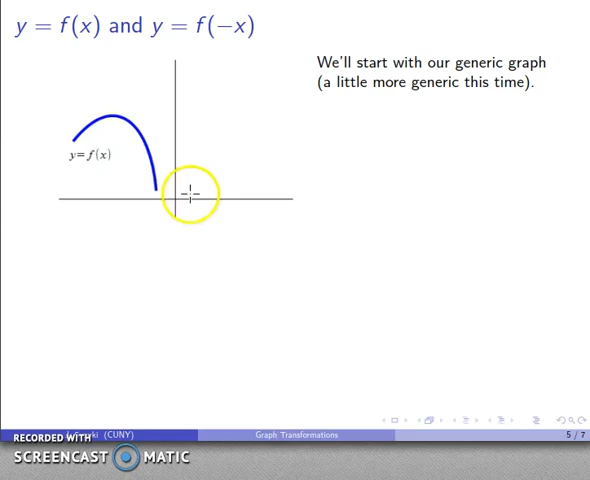 y = f(x) and y = f(−x)
We'll start with our generic graph
(a little more generic this time).
y= f(x)
RECORDED WITH
(CUNY)
Graph Transformations
5 / 7
SCREENCAST MATIC